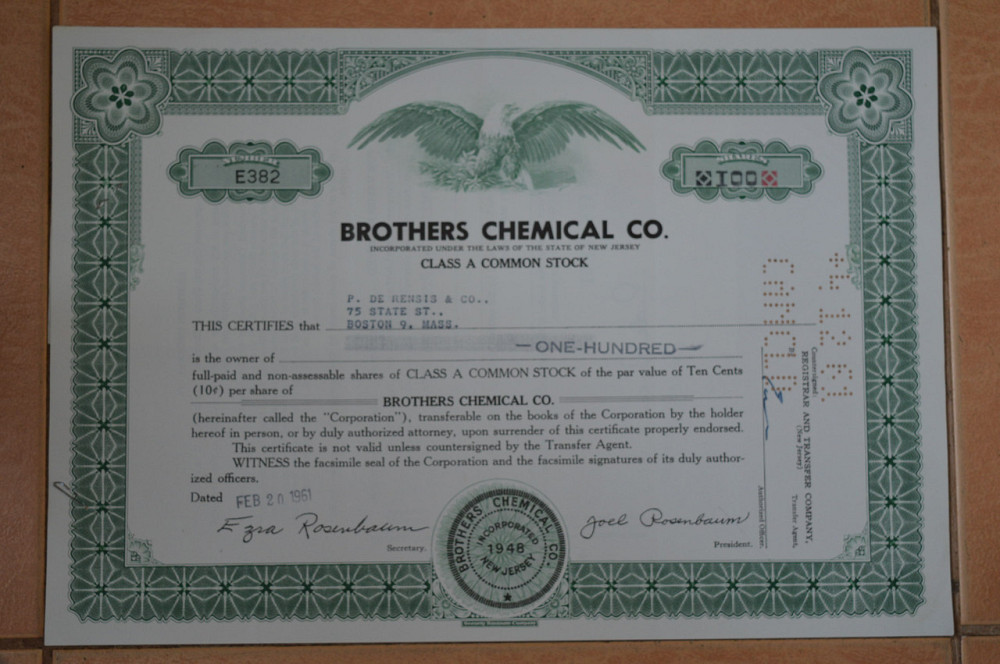 NUMBER
E382
SHARES
100
BROTHERS CHEMICAL CO.
INCORPORATED UNDER THE LAWS OF THE STATE OF NEW JERSEY
CLASS A COMMON STOCK
P. DE RENSIS & CO.,
75 STATE ST.,
THIS CERTIFIES that BOSTON 9, MASS.
ONE-HUNDRED
is the owner of
full-paid and non-assessable shares of CLASS A COMMON STOCK of the par value of Ten Cents
(10¢) per share of
BROTHERS CHEMICAL CO.
(hereinafter called the "Corporation"), transferable on the books of the Corporation by the holder
hereof in person, or by duly authorized attorney, upon surrender of this certificate properly endorsed.
This certificate is not valid unless countersigned by the Transfer Agent.
WITNESS the facsimile seal of the Corporation and the facsimile signatures of its duly author-
ized officers.
Dated FEB 20 1961
Ezra Rosenbaum
Secretary.
BROTHERS CHEMICAL CO.
INCORPORATED
1948
NEW JERSEY
Joel Rosenbaum
President.
Countersigned:
REGISTRAR AND TRANSFER COMPANY,
(New Jersey)
Transfer Agent,
By
Authorized Officer.